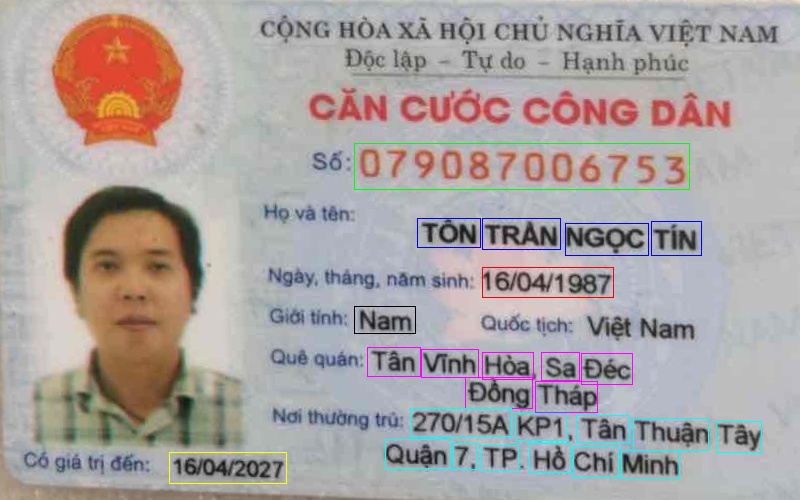 CỘNG HÒA XÃ HỘI CHỦ NGHĨA VIỆT NAM
Độc lập - Tự do - Hạnh phúc
CĂN CƯỚC CÔNG DÂN
Số: 079087006753
Họ và tên:
TÔN TRẦN NGỌC TÍN
Ngày, tháng, năm sinh: 16/04/1987
Giới tính: Nam Quốc tịch: Việt Nam
Quê quán: Tân Vĩnh Hòa, Sa Đéc
Đồng Tháp
Nơi thường trú: 270/15A KP1, Tân Thuận Tây
Quận 7, TP. Hồ Chí Minh
Có giá trị đến: 16/04/2027